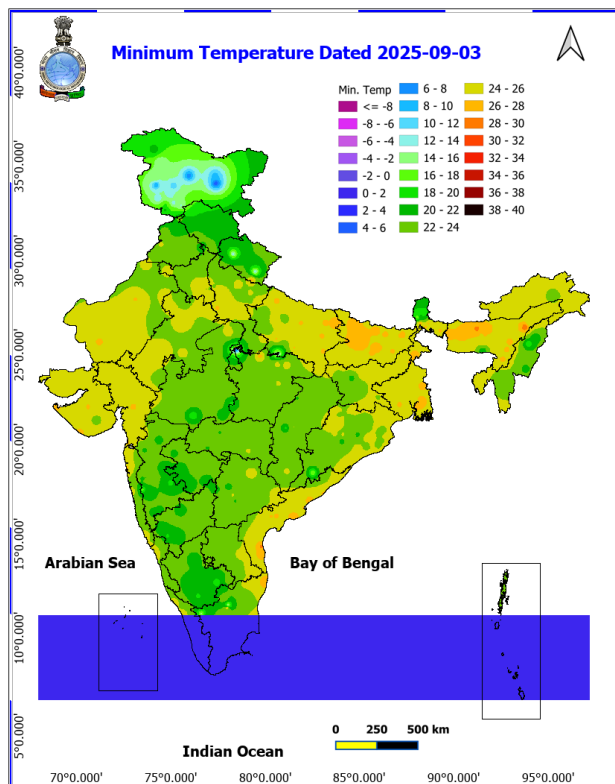 Minimum Temperature Dated 2025-09-03
Min. Temp
<= -8
-8 - -6
-6 - -4
-4 - -2
-2 - 0
0 - 2
2 - 4
4 - 6
6 - 8
8 - 10
10 - 12
12 - 14
14 - 16
16 - 18
18 - 20
20 - 22
22 - 24
24 - 26
26 - 28
28 - 30
30 - 32
32 - 34
34 - 36
36 - 38
38 - 40
40°0.000'
35°0.000'
30°0.000'
25°0.000'
20°0.000'
15°0.000'
10°0.000'
5°0.000'
Arabian Sea
Bay of Bengal
0 250 500 km
Indian Ocean
70°0.000' 75°0.000' 80°0.000' 85°0.000' 90°0.000' 95°0.000'